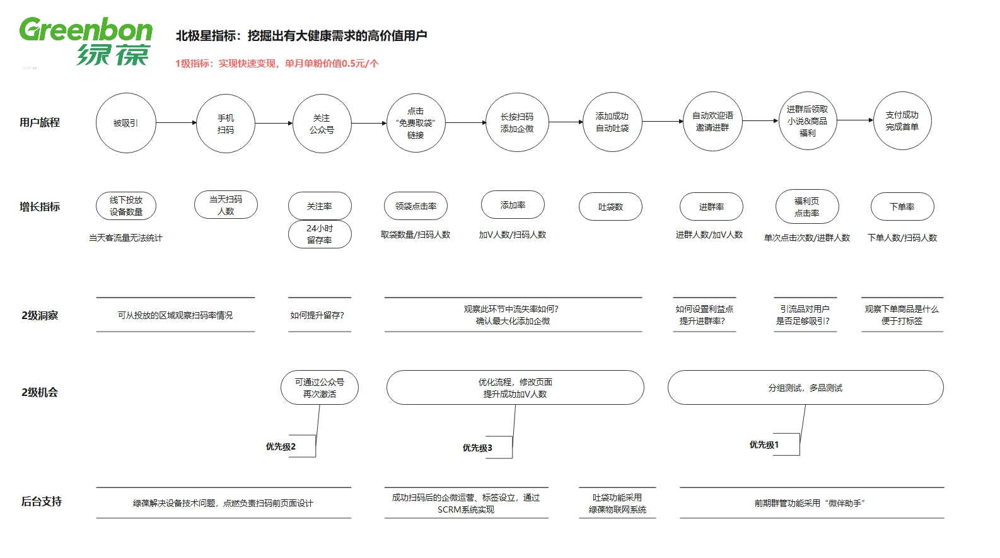 Greenbon
绿葆
北极星指标：挖掘出有大健康需求的高价值用户
1级指标：实现快速变现，单月单粉价值0.5元/个
用户旅程
被吸引
手机
扫码
关注
公众号
点击
“免费取袋”
链接
长按扫码
添加企微
添加成功
自动吐袋
自动欢迎语
邀请进群
进群后领取
小说&商品
福利
支付成功
完成首单
增长指标
线下投放
设备数量
当天客流量无法统计
当天扫码
人数
关注率
24小时
留存率
领袋点击率
取袋数量/扫码人数
添加率
加V人数/扫码人数
吐袋数
进群率
进群人数/加V人数
福利页
点击率
单次点击次数/进群人数
下单率
下单人数/扫码人数
2级洞察
可从投放的区域观察扫码率情况
如何提升留存？
观察此环节中流失率如何？
确认最大化添加企微
如何设置利益点
提升进群率？
引流品对用户
是否足够吸引？
观察下单商品是什么
便于打标签
2级机会
可通过公众号
再次激活
优化流程，修改页面
提升成功加V人数
分组测试，多品测试
优先级2
优先级3
优先级1
后台支持
绿葆解决设备技术问题，点燃负责扫码前页面设计
成功扫码后的企微运营、标签设立，通过
SCRM系统实现
吐袋功能采用
绿葆物联网系统
前期群管功能采用“微伴助手”